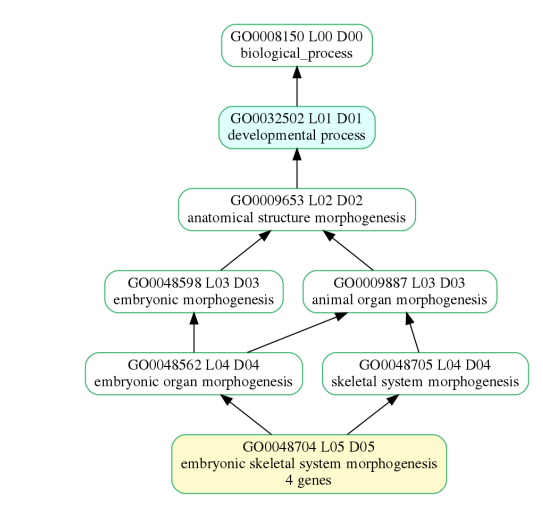 GO0008150 L00 D00
biological_process
GO0032502 L01 D01
developmental process
GO0009653 L02 D02
anatomical structure morphogenesis
GO0048598 L03 D03
embryonic morphogenesis
GO0009887 L03 D03
animal organ morphogenesis
GO0048562 L04 D04
embryonic organ morphogenesis
GO0048705 L04 D04
skeletal system morphogenesis
GO0048704 L05 D05
embryonic skeletal system morphogenesis
4 genes